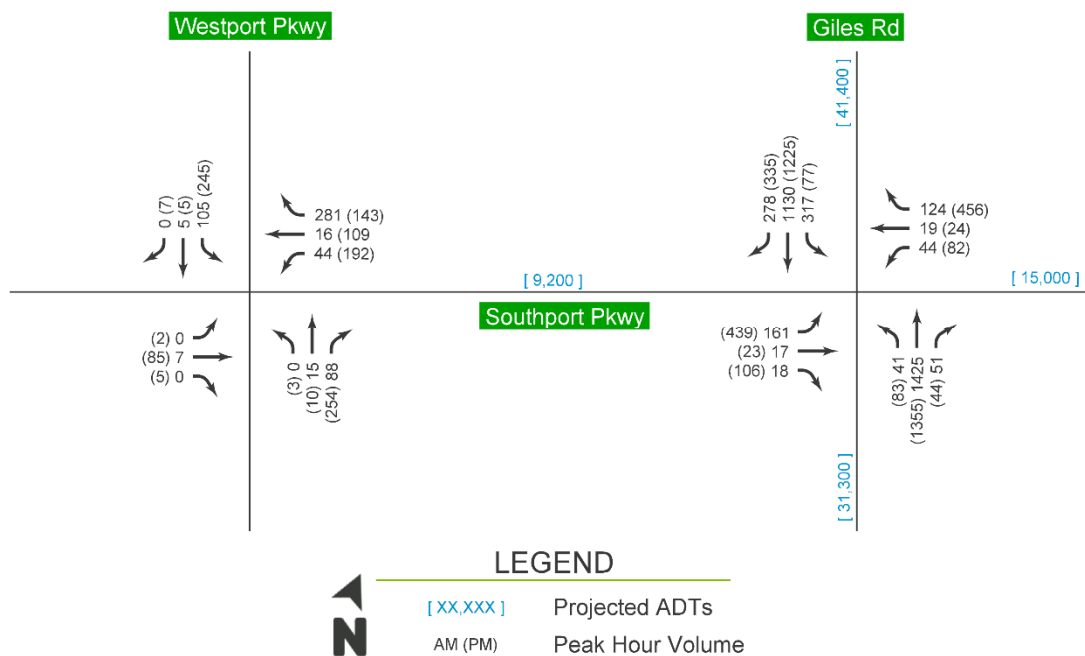 Westport Pkwy
Giles Rd
[ 41,400 ]
0 (7)
5 (5)
105 (245)
281 (143)
16 (109
44 (192)
278 (335)
1130 (1225)
317 (77)
124 (456)
19 (24)
44 (82)
[ 9,200 ]
[ 15,000 ]
Southport Pkwy
(2) 0
(85) 7
(5) 0
(3) 0
(10) 15
(254) 88
(439) 161
(23) 17
(106) 18
(83) 41
(1355) 1425
(44) 51
[ 31,300 ]
LEGEND
[ XX,XXX ] Projected ADTs
N
AM (PM) Peak Hour Volume